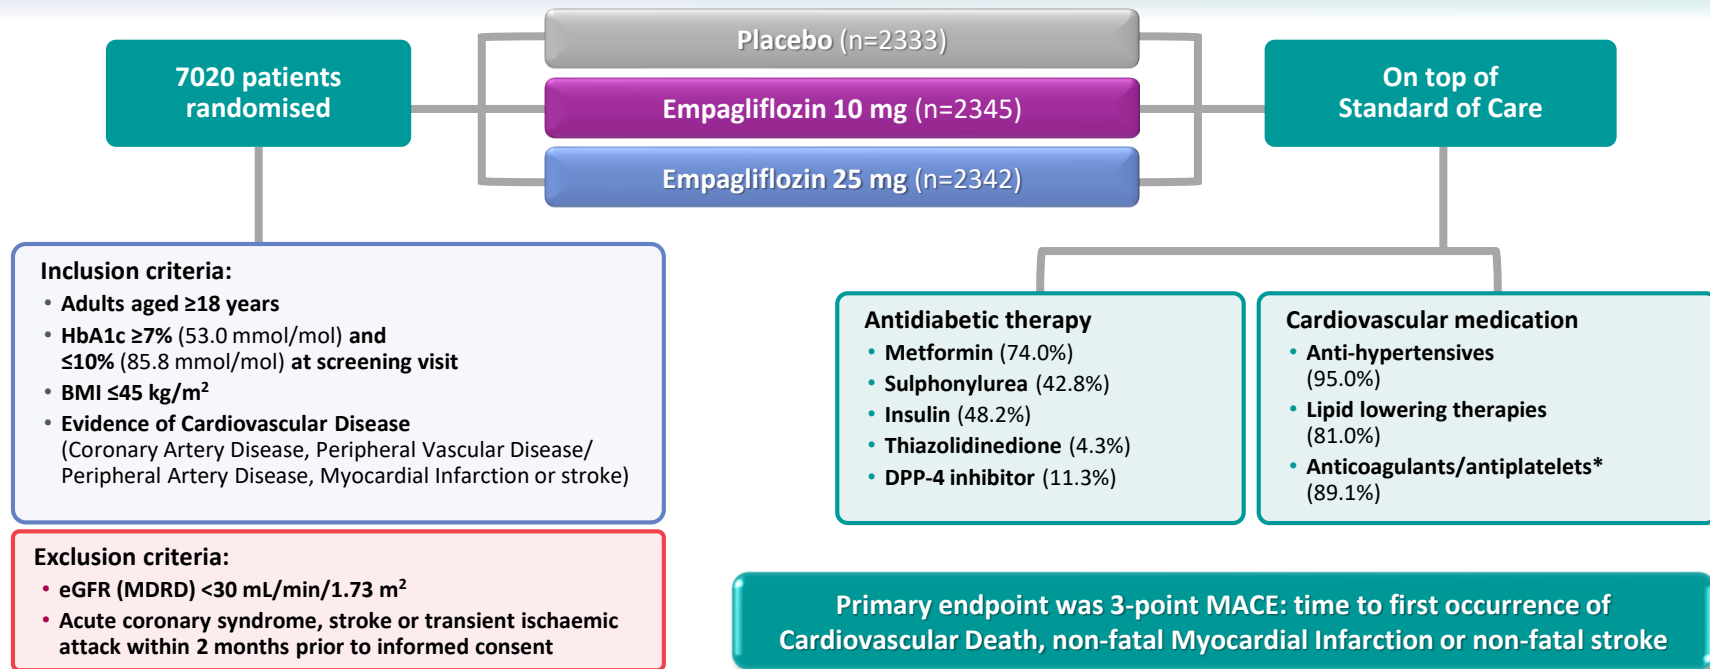 7020 patients
randomised
Placebo (n=2333)
Empagliflozin 10 mg (n=2345)
Empagliflozin 25 mg (n=2342)
On top of
Standard of Care
Inclusion criteria:
• Adults aged ≥18 years
• HbA1c ≥7% (53.0 mmol/mol) and
≤10% (85.8 mmol/mol) at screening visit
• BMI ≤45 kg/m²
• Evidence of Cardiovascular Disease
(Coronary Artery Disease, Peripheral Vascular Disease/
Peripheral Artery Disease, Myocardial Infarction or stroke)
Exclusion criteria:
• eGFR (MDRD) <30 mL/min/1.73 m²
• Acute coronary syndrome, stroke or transient ischaemic
attack within 2 months prior to informed consent
Antidiabetic therapy
• Metformin (74.0%)
• Sulphonylurea (42.8%)
• Insulin (48.2%)
• Thiazolidinedione (4.3%)
• DPP-4 inhibitor (11.3%)
Cardiovascular medication
• Anti-hypertensives
(95.0%)
• Lipid lowering therapies
(81.0%)
• Anticoagulants/antiplatelets*
(89.1%)
Primary endpoint was 3-point MACE: time to first occurrence of
Cardiovascular Death, non-fatal Myocardial Infarction or non-fatal stroke